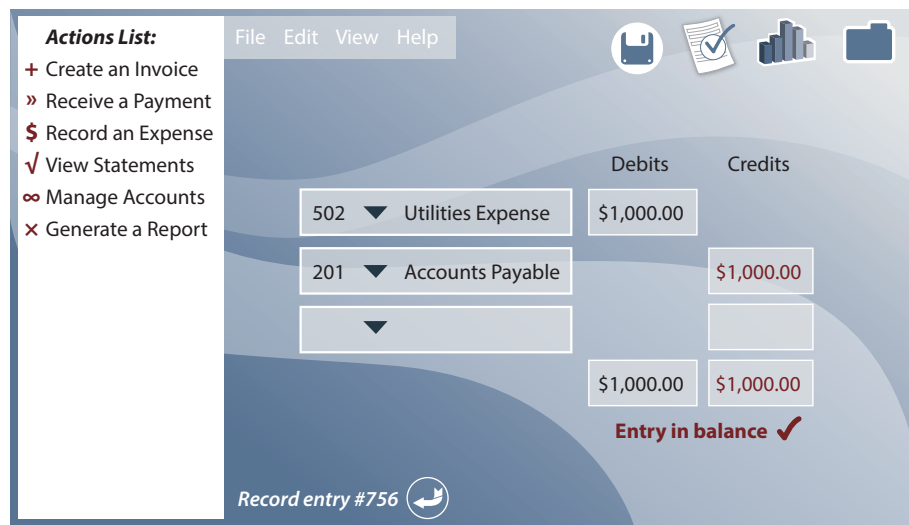 Actions List:
+ Create an Invoice
» Receive a Payment
$ Record an Expense
√ View Statements
∞ Manage Accounts
× Generate a Report
File Edit View Help
Debits Credits
502 Utilities Expense $1,000.00
201 Accounts Payable $1,000.00
$1,000.00 $1,000.00
Entry in balance ✓
Record entry #756